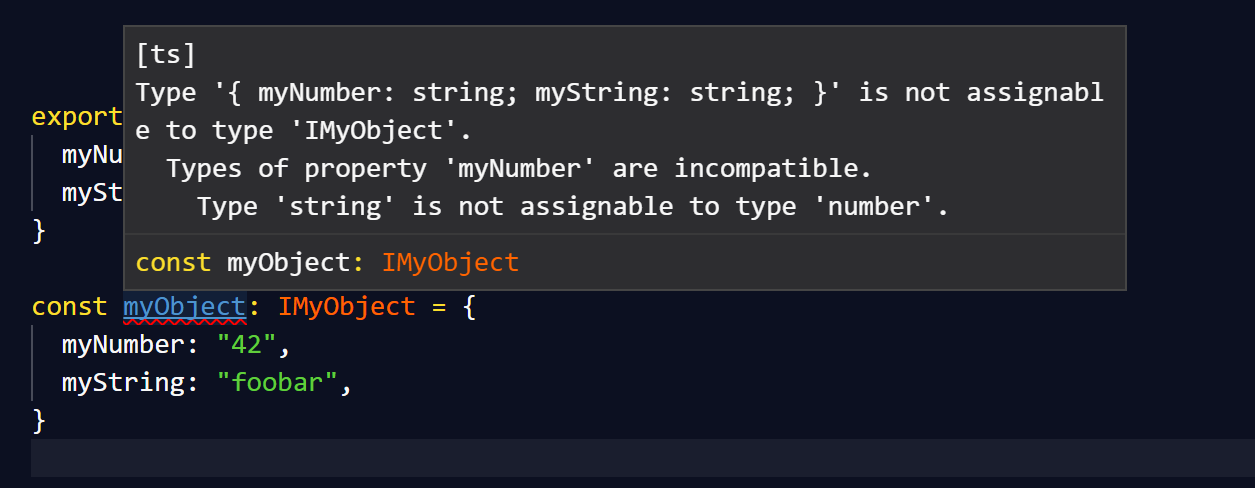 [ts]
Type '{ myNumber: string; myString: string; }' is not assignabl
e to type 'IMyObject'.
Types of property 'myNumber' are incompatible.
Type 'string' is not assignable to type 'number'.
const myObject: IMyObject
export
myNu
mySt
}
const myObject: IMyObject = {
myNumber: "42",
myString: "foobar",
}